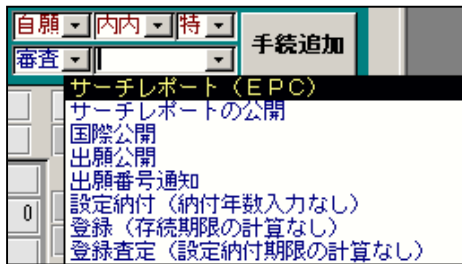 自願 内内 特
審査
手続追加
サーチレポート（ＥＰＣ）
サーチレポートの公開
国際公開
出願公開
出願番号通知
設定納付（納付年数入力なし）
0
登録（存続期限の計算なし）
登録査定（設定納付期限の計算なし）